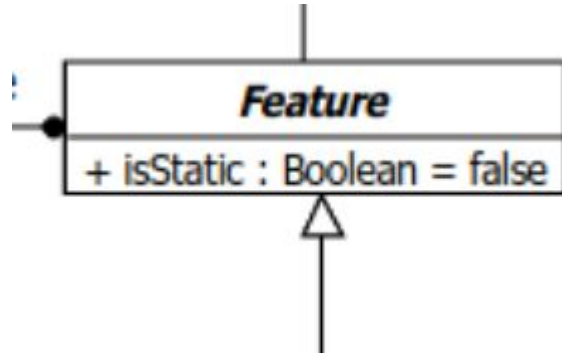 Feature
+ isStatic : Boolean = false